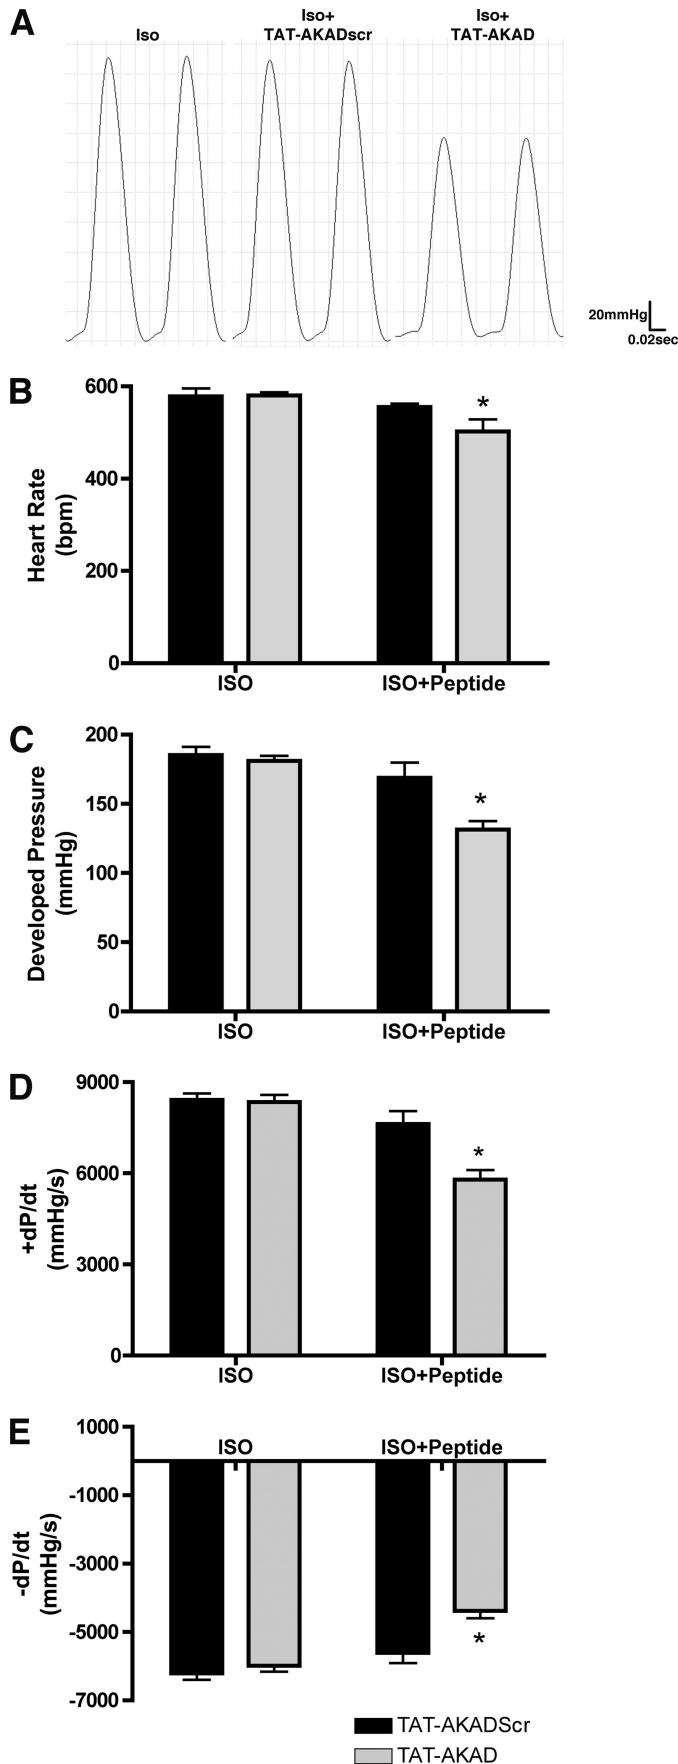 A
Iso
Iso+
TAT-AKADscr
Iso+
TAT-AKAD
20mmHg
0.02sec
B
Heart Rate
(bpm)
600
400
200
0
*
ISO
ISO+Peptide
C
Developed Pressure
(mmHg)
200
150
100
50
0
*
ISO
ISO+Peptide
D
+dP/dt
(mmHg/s)
9000
6000
3000
0
*
ISO
ISO+Peptide
E
-dP/dt
(mmHg/s)
1000
-1000
-3000
-5000
-7000
ISO
ISO+Peptide
*
TAT-AKADScr
TAT-AKAD